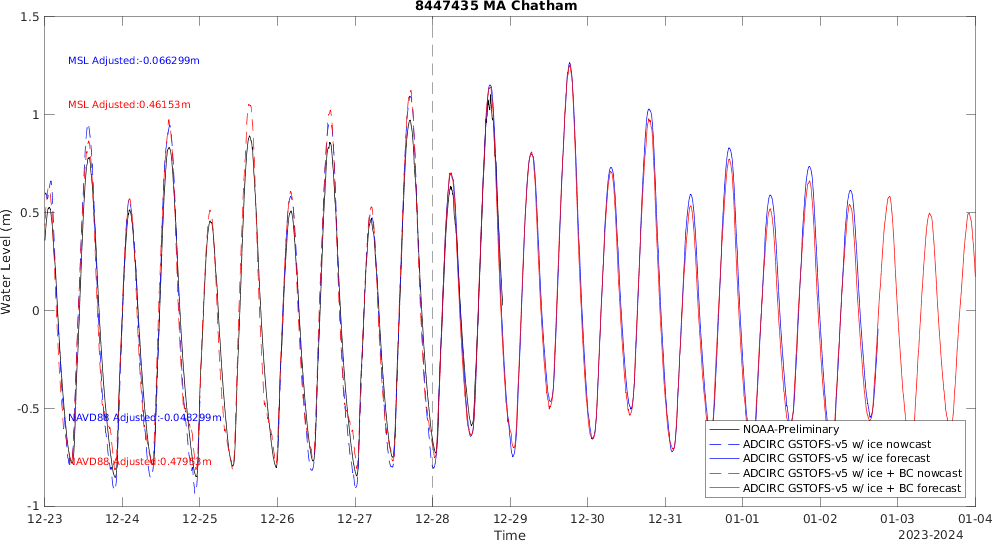 8447435 MA Chatham
1.5
1
0.5
0
-0.5
-1
Water Level (m)
MSL Adjusted:-0.066299m
MSL Adjusted:0.46153m
NAVD88 Adjusted:-0.048299m
NAVD88 Adjusted:0.47953m
NOAA-Preliminary
ADCIRC GSTOFS-v5 w/ ice nowcast
ADCIRC GSTOFS-v5 w/ ice forecast
ADCIRC GSTOFS-v5 w/ ice + BC nowcast
ADCIRC GSTOFS-v5 w/ ice + BC forecast
12-23 12-24 12-25 12-26 12-27 12-28 12-29 12-30 12-31 01-01 01-02 01-03 01-04
Time
2023-2024